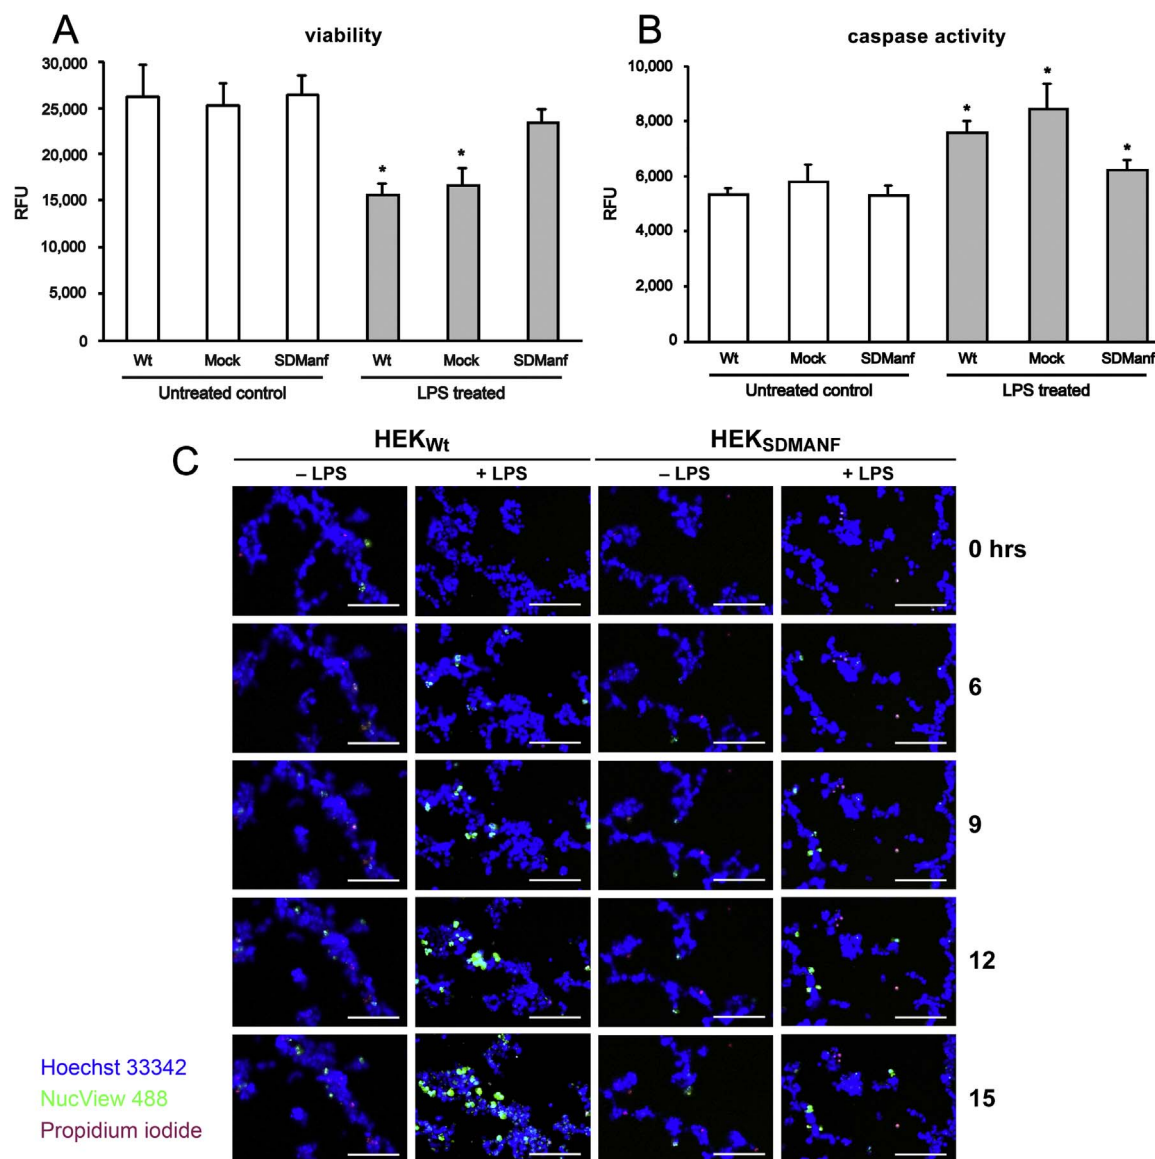 A
viability
30,000
25,000
20,000
15,000
10,000
5,000
0
RFU
*
*
Wt
Mock
SDManf
Wt
Mock
SDManf
Untreated control
LPS treated
B
caspase activity
10,000
8,000
6,000
4,000
2,000
0
RFU
*
*
*
Wt
Mock
SDManf
Wt
Mock
SDManf
Untreated control
LPS treated
C
HEKWt
HEKSDMANF
– LPS
+ LPS
– LPS
+ LPS
0 hrs
6
9
12
15
Hoechst 33342
NucView 488
Propidium iodide